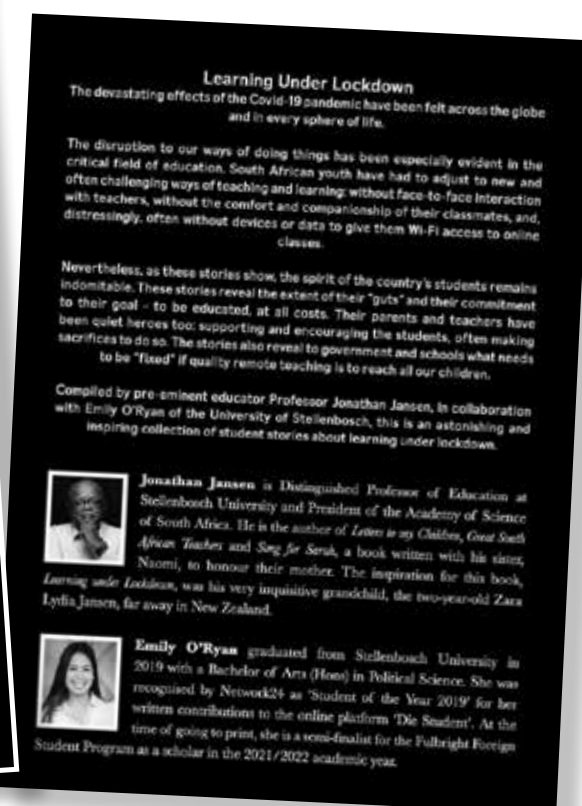 Learning Under Lockdown
The devastating effects of the Covid-19 pandemic have been felt across the globe
and in every sphere of life.
The disruption to our ways of doing things has been especially evident in the
critical field of education. South African youth have had to adjust to new and
often challenging ways of teaching and learning: without face-to-face interaction
with teachers, without the comfort and companionship of their classmates, and,
distressingly, often without devices or data to give them Wi-Fi access to online
classes.
Nevertheless, as these stories show, the spirit of the country's students remains
indomitable. These stories reveal the extent of their "guts" and their commitment
to their goal - to be educated, at all costs. Their parents and teachers have
been quiet heroes too: supporting and encouraging the students, often making
sacrifices to do so. The stories also reveal to government and schools what needs
to be "fixed" if quality remote teaching is to reach all our children.
Compiled by pre-eminent educator Professor Jonathan Jansen, in collaboration
with Emily O'Ryan of the University of Stellenbosch, this is an astonishing and
inspiring collection of student stories about learning under lockdown.
Jonathan Jansen is Distinguished Professor of Education at
Stellenbosch University and President of the Academy of Science
of South Africa. He is the author of Letters to my Children, Great South
African Teachers and Song for Sarah, a book written with his sister,
Naomi, to honour their mother. The inspiration for this book,
Learning under Lockdown, was his very inquisitive grandchild, the two-year-old Zara
Lydia Jansen, far away in New Zealand.
Emily O'Ryan graduated from Stellenbosch University in
2019 with a Bachelor of Arts (Hons) in Political Science. She was
recognised by Network24 as 'Student of the Year 2019' for her
written contributions to the online platform 'Die Student'. At the
time of going to print, she is a semi-finalist for the Fulbright Foreign
Student Program as a scholar in the 2021/2022 academic year.